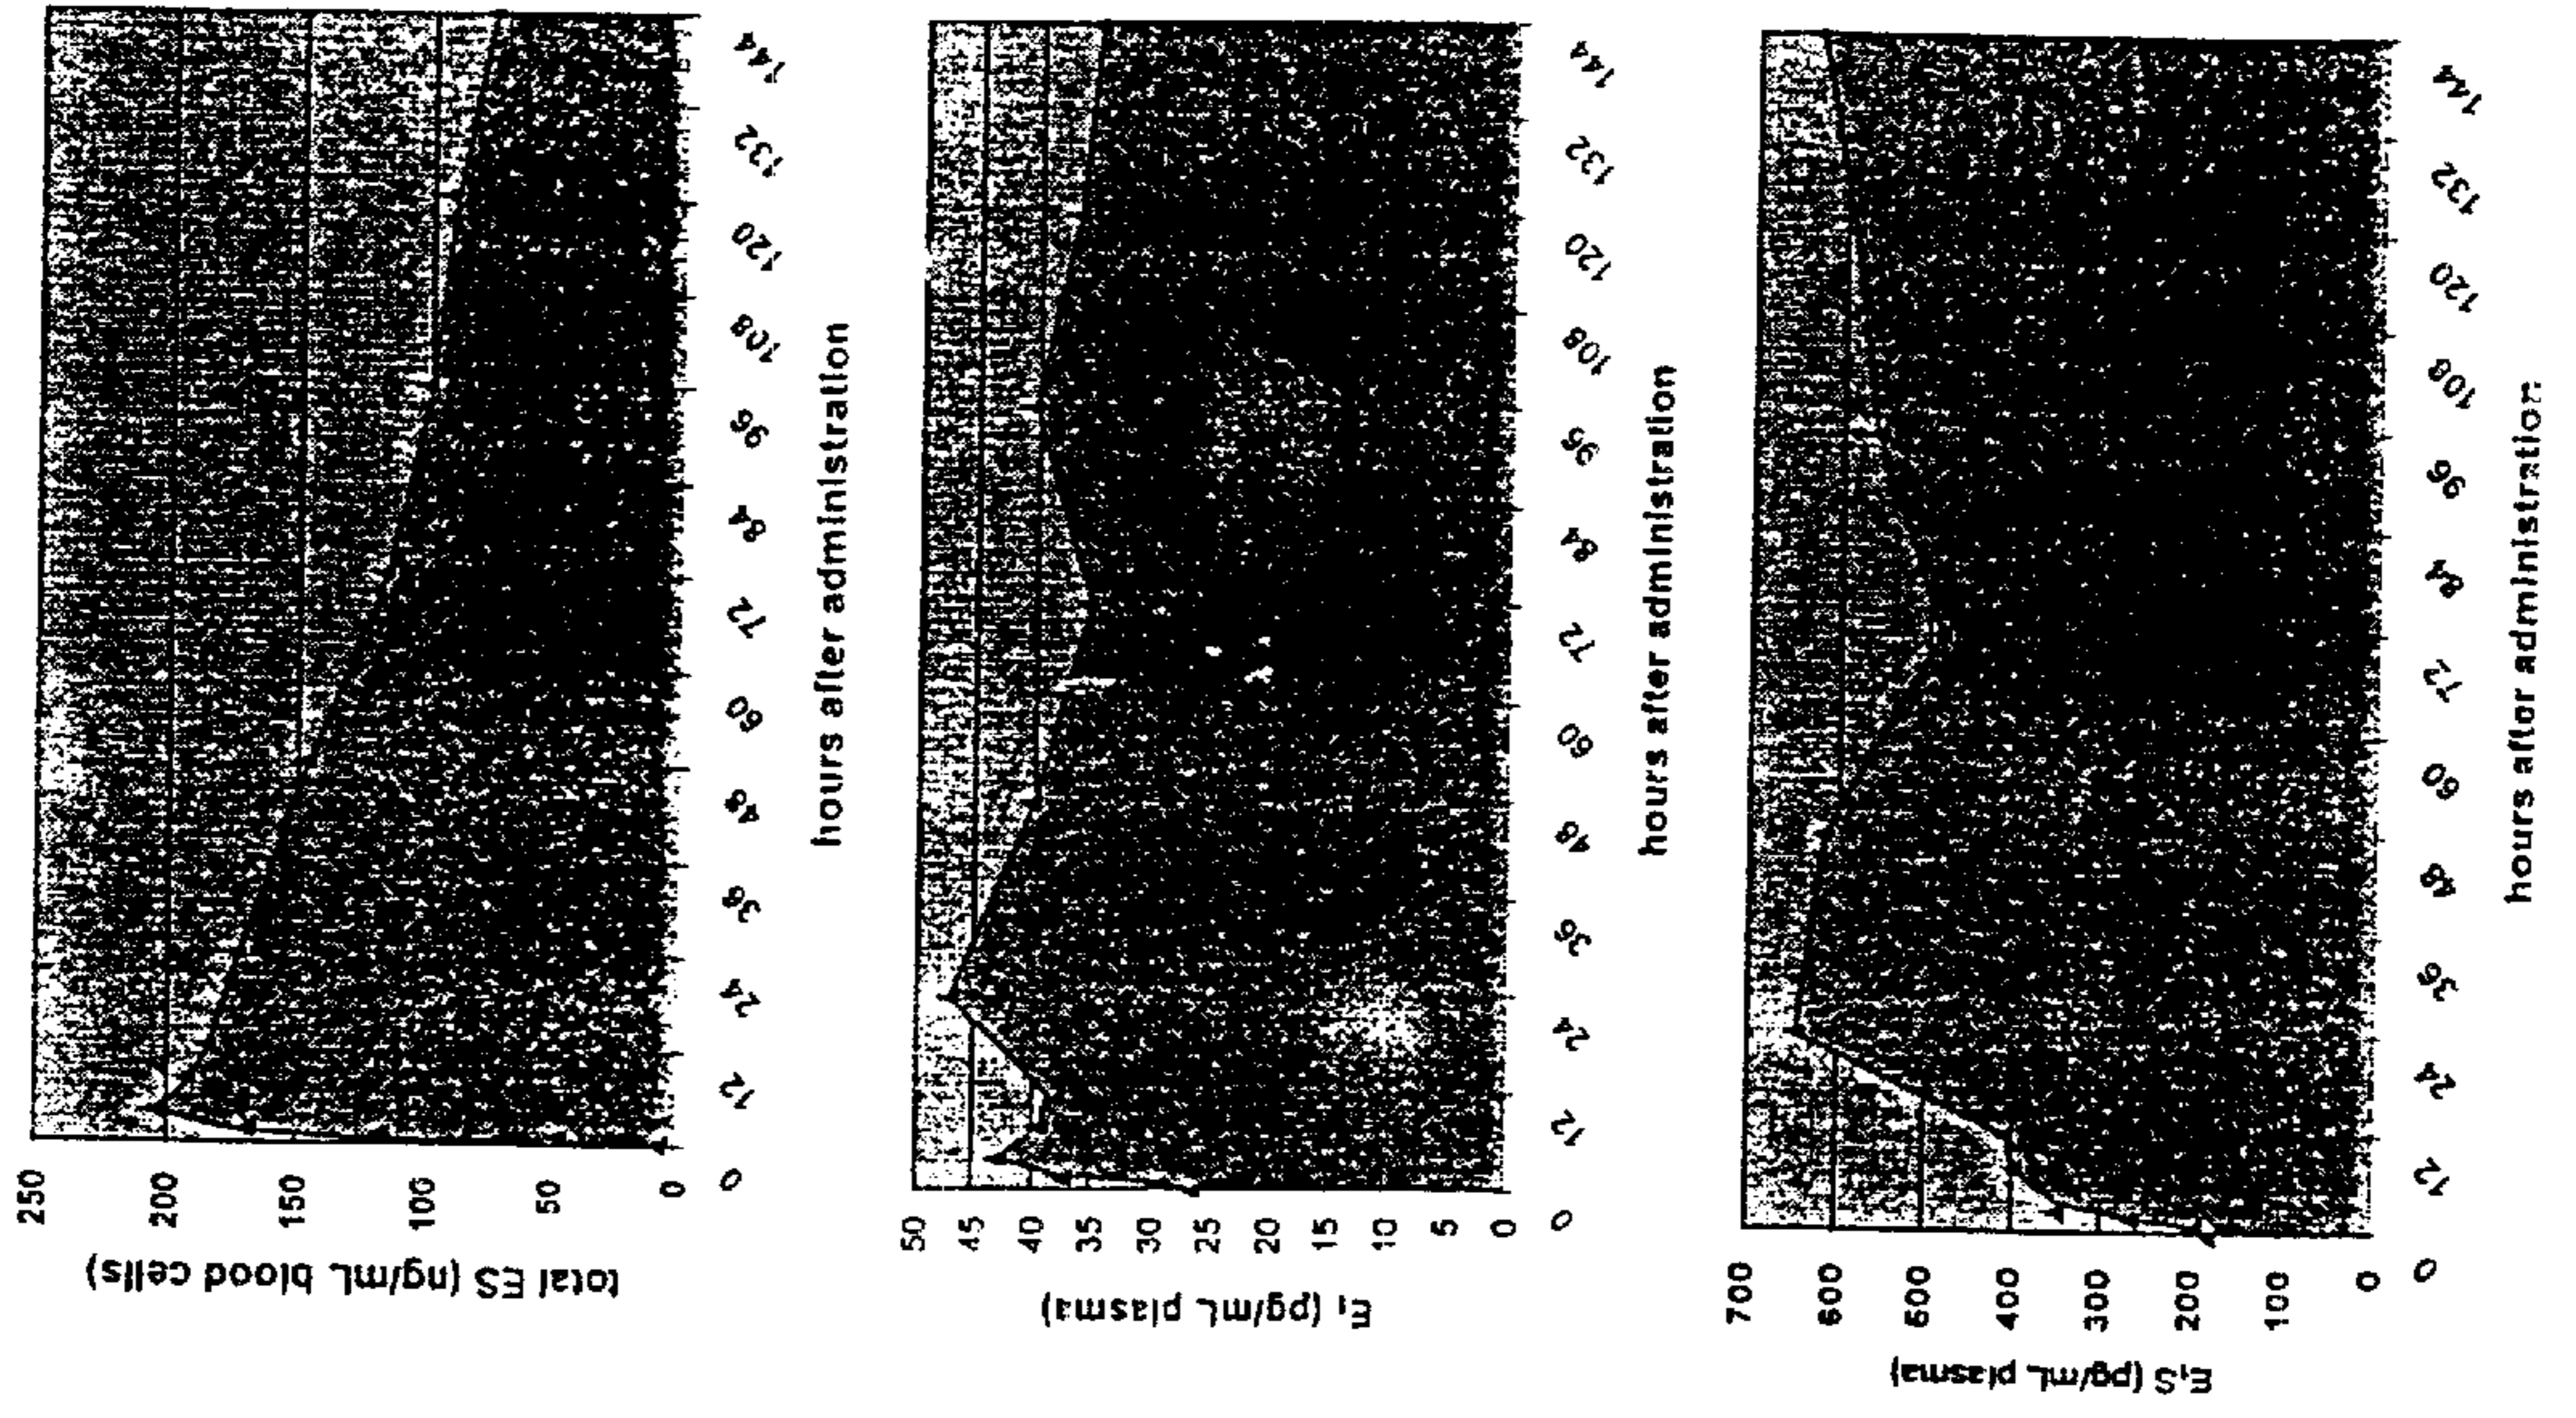 total ES (ng/mL blood cells)
250
200
150
100
50
0
0 12 24 36 48 60 72 84 96 108 120 132 144
hours after administration
E₁ (pg/mL plasma)
50
45
40
35
30
25
20
15
10
5
0
0 12 24 36 48 60 72 84 96 108 120 132 144
hours after administration
E₁S (pg/mL plasma)
700
600
500
400
300
200
100
0
0 12 24 36 48 60 72 84 96 108 120 132 144
hours after administration